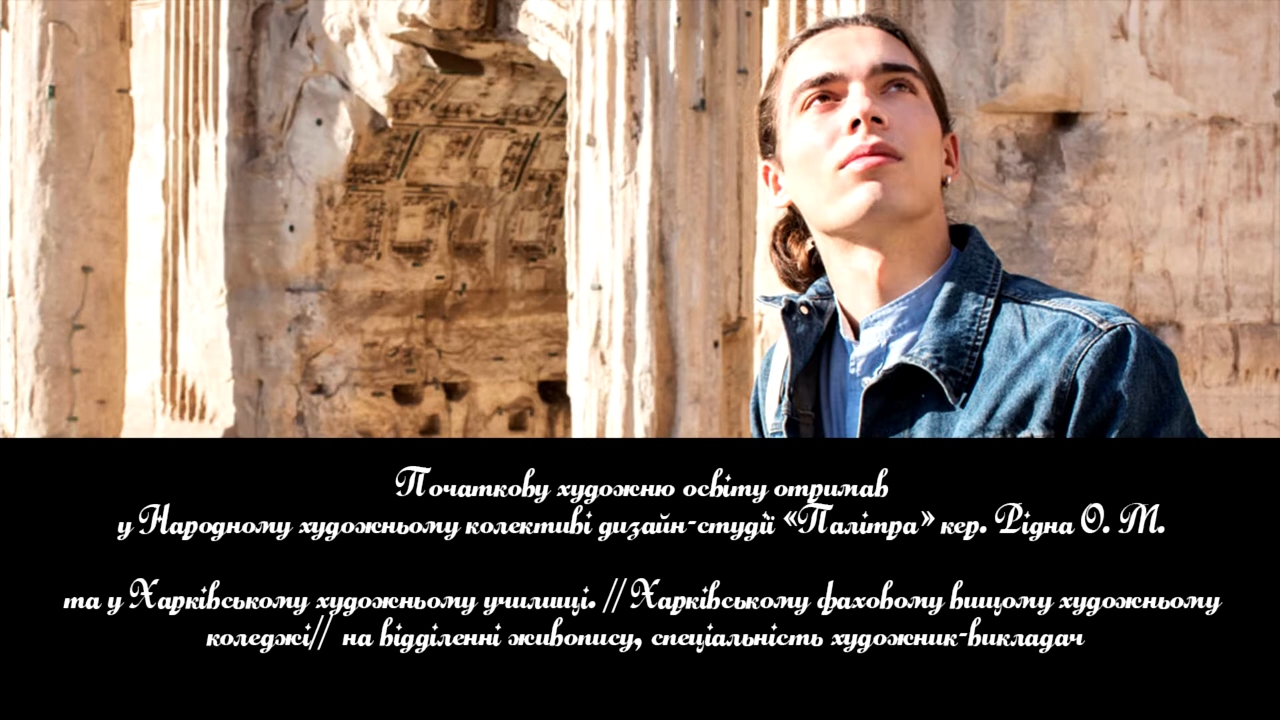 Початкову художню освіту отримав
у Народному художньому колективі дизайн-студії «Палітра» кер. Рідна О. М.
та у Харківському художньому училищі. // Харківському фаховому вищому художньому
коледжі// на відділенні живопису, спеціальність художник-викладач